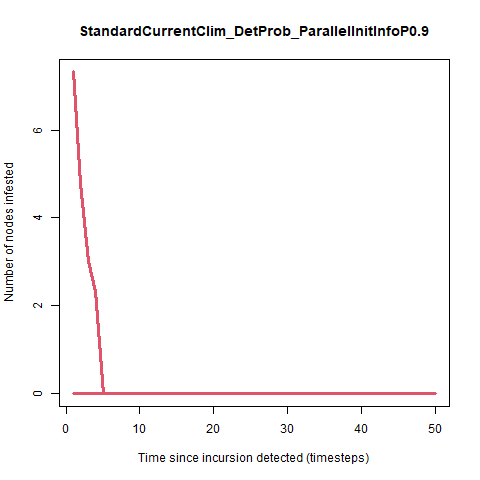 StandardCurrentClim_DetProb_ParallelInitInfoP0.9
Number of nodes infested
6
4
2
0
0 10 20 30 40 50
Time since incursion detected (timesteps)